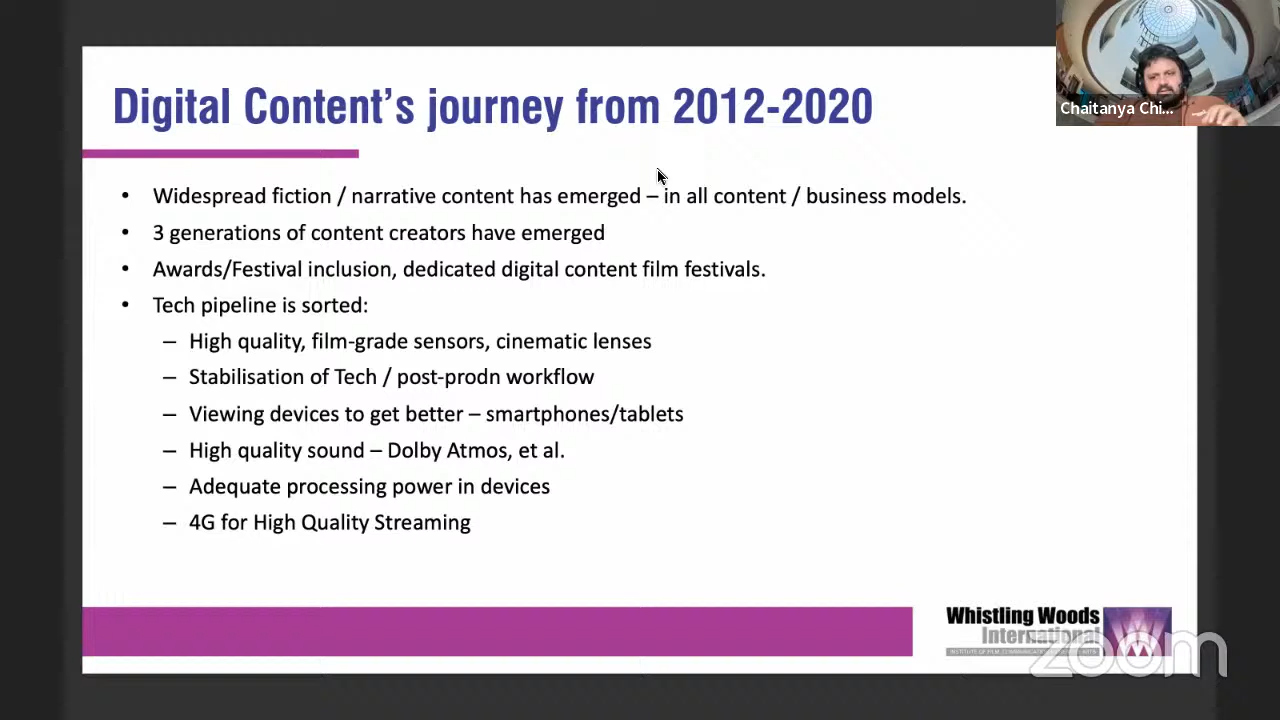 Digital Content's journey from 2012-2020
Chaitanya Chi...
• Widespread fiction / narrative content has emerged – in all content / business models.
• 3 generations of content creators have emerged
• Awards/Festival inclusion, dedicated digital content film festivals.
• Tech pipeline is sorted:
– High quality, film-grade sensors, cinematic lenses
– Stabilisation of Tech / post-prodn workflow
– Viewing devices to get better – smartphones/tablets
– High quality sound – Dolby Atmos, et al.
– Adequate processing power in devices
– 4G for High Quality Streaming
Whistling Woods
International
INSTITUTE OF FILM, COMMUNICATION
zoom